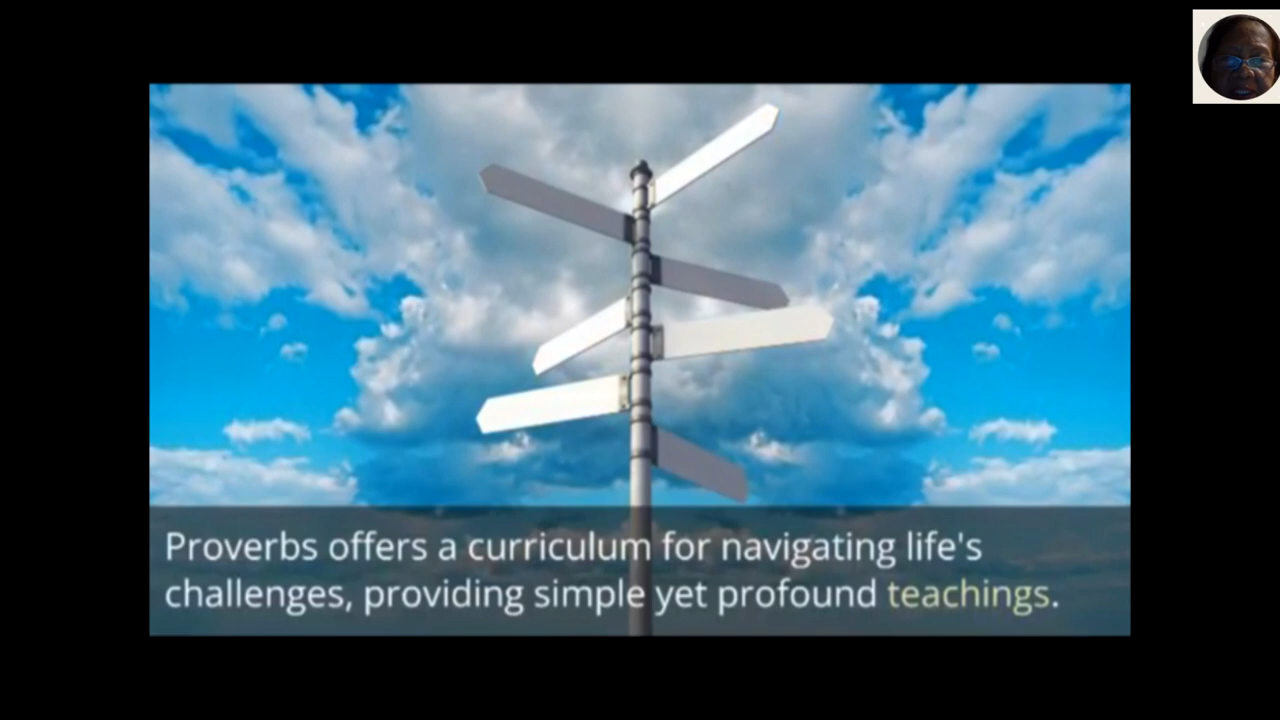 Proverbs offers a curriculum for navigating life's
challenges, providing simple yet profound teachings.